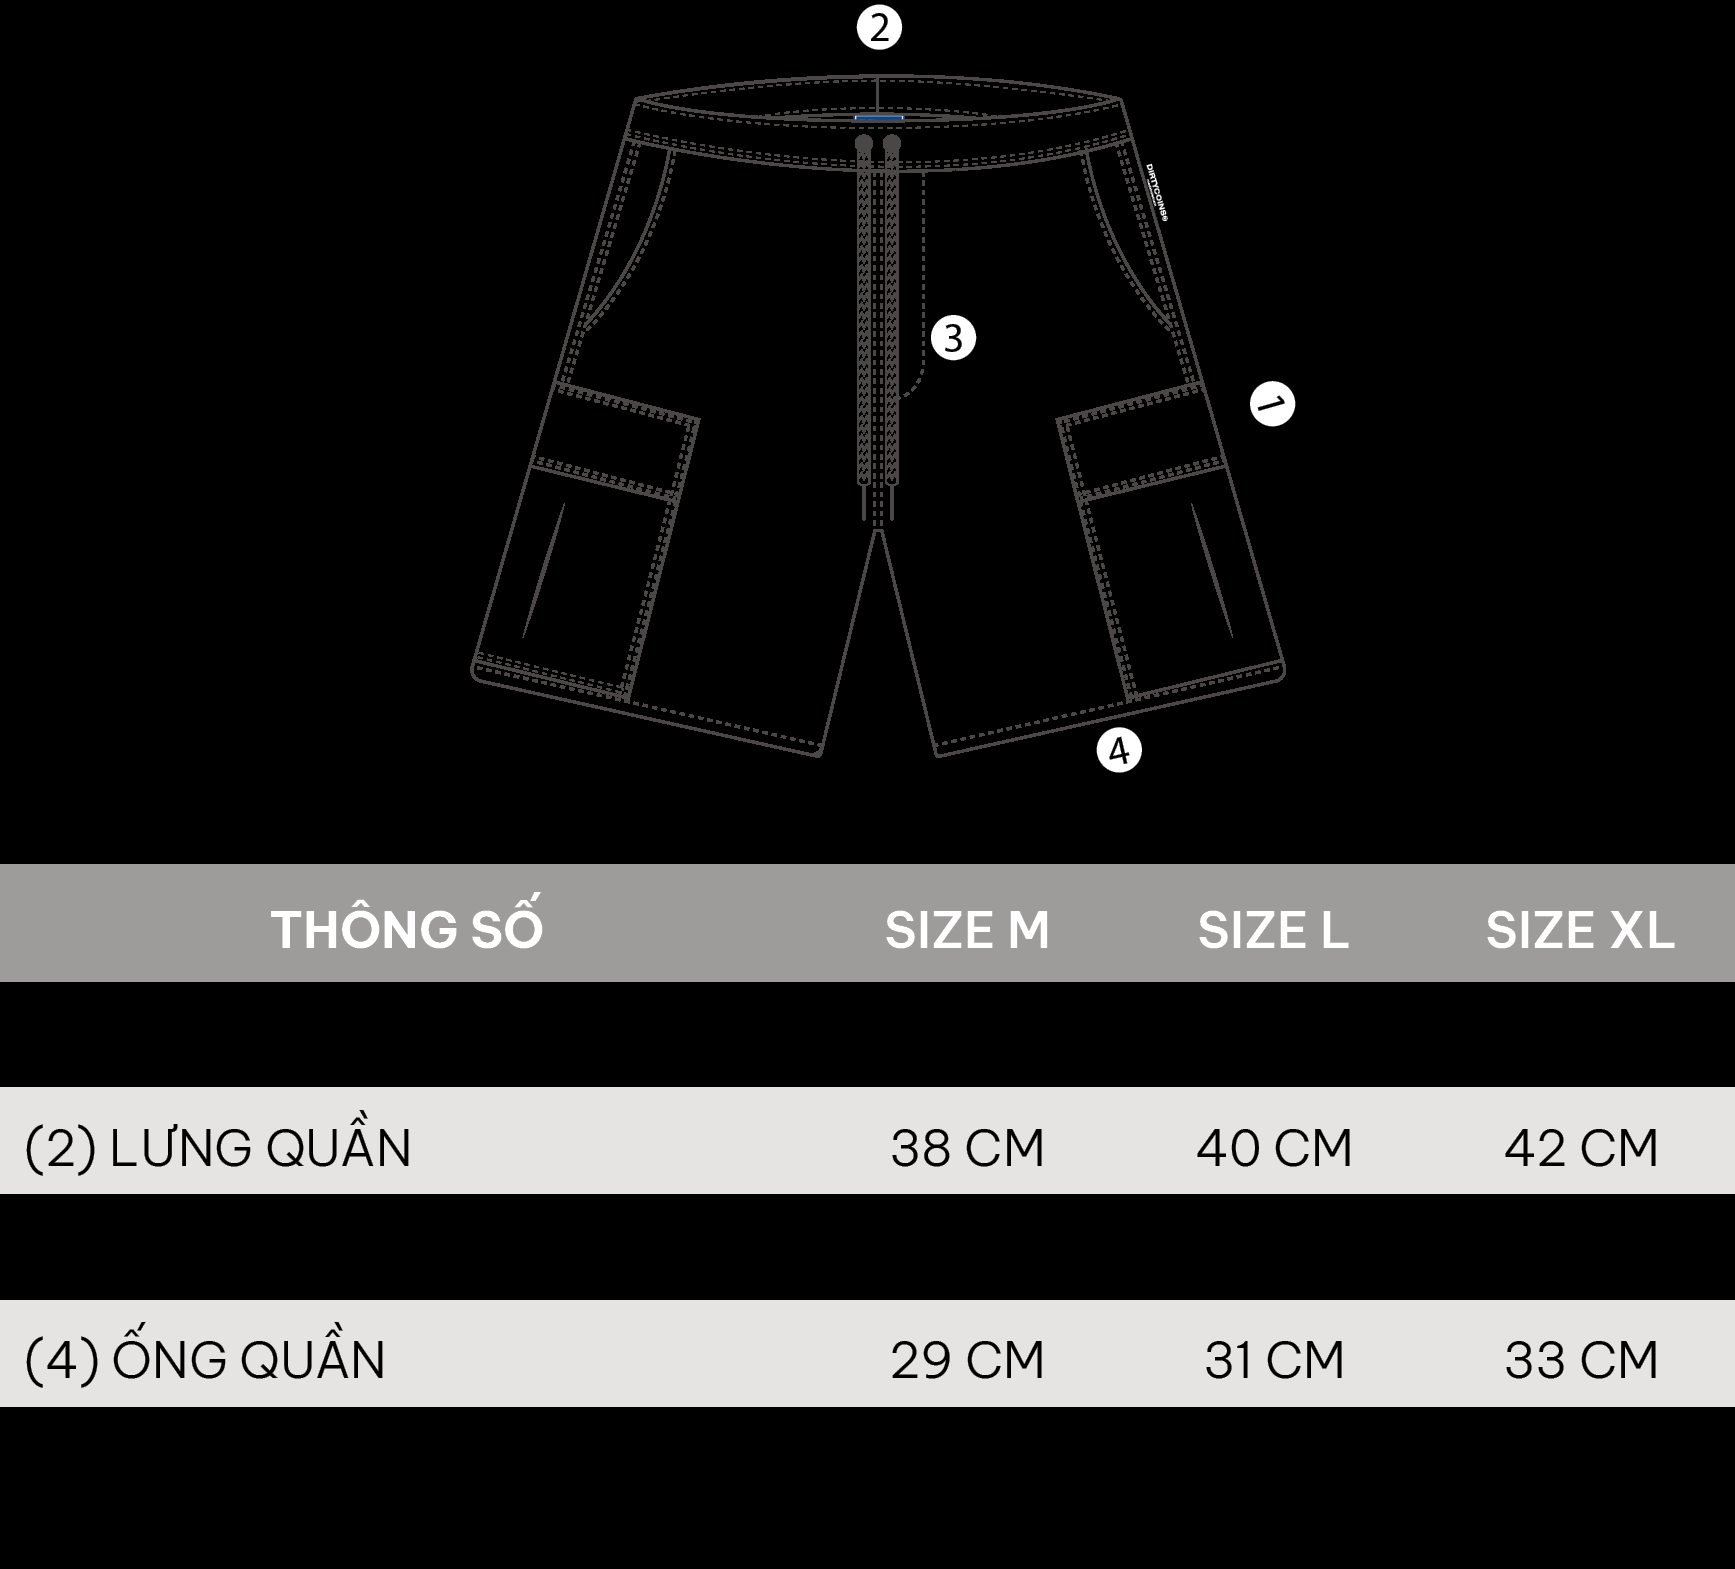 2
DIRTYCOINS®
3
1
4
THÔNG SỐ SIZE M SIZE L SIZE XL
(2) LƯNG QUẦN 38 CM 40 CM 42 CM
(4) ỐNG QUẦN 29 CM 31 CM 33 CM